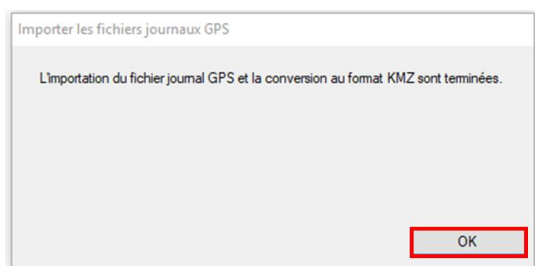 Importer les fichiers journaux GPS
L'importation du fichier journal GPS et la conversion au format KMZ sont terminées.
OK